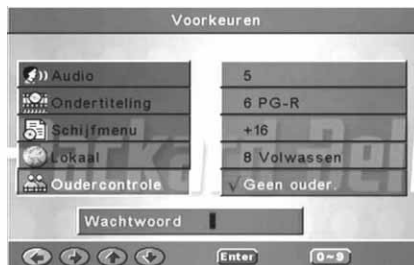 Voorkeuren
Audio
5
Ondertiteling
6 PG-R
Schijfmenu
+16
Lokaal
8 Volwassen
Oudercontrole
√ Geen ouder.
Wachtwoord
Enter
0~9